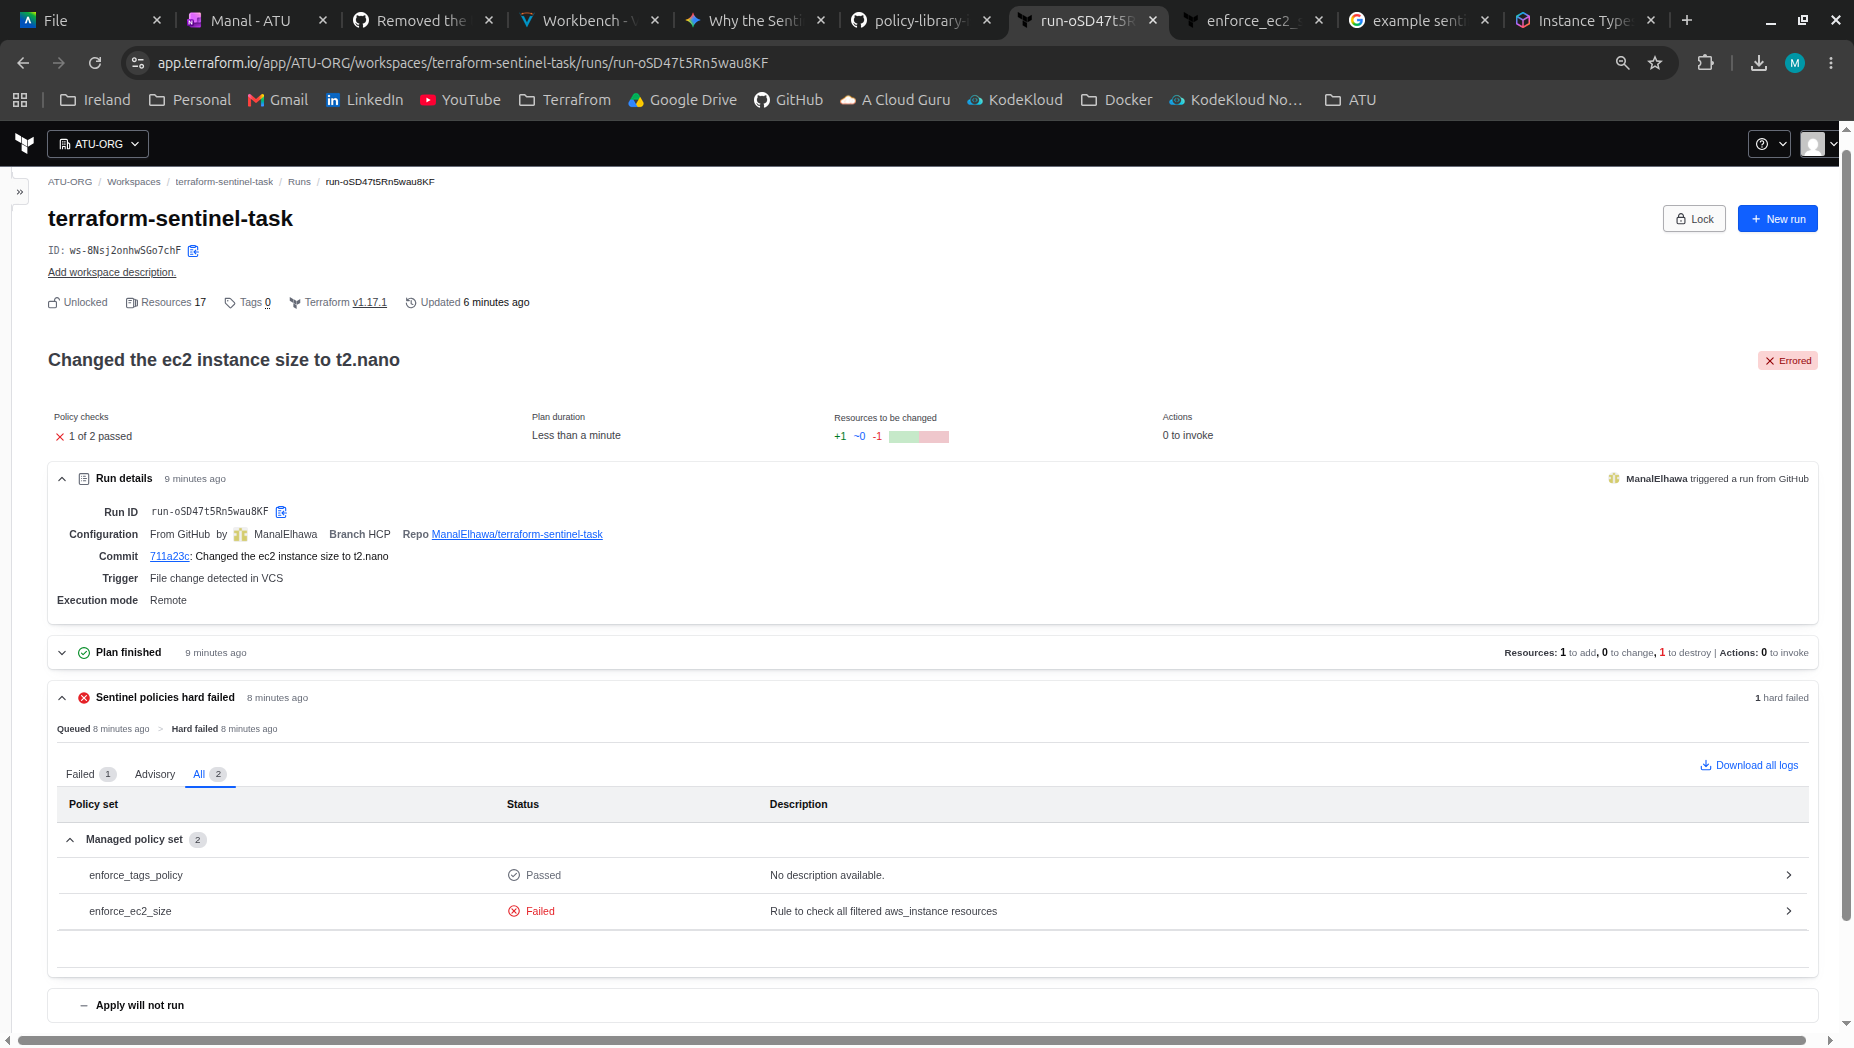 File
Manal - ATU
Removed the
Workbench - V
Why the Senti
policy-library-i
run-oSD47t5R
enforce_ec2_s
example senti
Instance Type
app.terraform.io/app/ATU-ORG/workspaces/terraform-sentinel-task/runs/run-oSD47t5Rn5wau8KF
M
Ireland
Personal
Gmail
LinkedIn
YouTube
Terrafrom
Google Drive
GitHub
A Cloud Guru
KodeKloud
Docker
KodeKloud No...
ATU
ATU-ORG
ATU-ORG / Workspaces / terraform-sentinel-task / Runs / run-oSD47t5Rn5wau8KF
terraform-sentinel-task
Lock
+ New run
ID: ws-8Nsj2onhwSGo7chF
Add workspace description.
Unlocked Resources 17 Tags 0 Terraform v1.17.1 Updated 6 minutes ago
Changed the ec2 instance size to t2.nano
Errored
Policy checks
1 of 2 passed
Plan duration
Less than a minute
Resources to be changed
+1 ~0 -1
Actions
0 to invoke
Run details 9 minutes ago
ManalElhawa triggered a run from GitHub
Run ID run-oSD47t5Rn5wau8KF
Configuration From GitHub by ManalElhawa Branch HCP Repo ManalElhawa/terraform-sentinel-task
Commit 711a23c: Changed the ec2 instance size to t2.nano
Trigger File change detected in VCS
Execution mode Remote
Plan finished 9 minutes ago
Resources: 1 to add, 0 to change, 1 to destroy | Actions: 0 to invoke
Sentinel policies hard failed 8 minutes ago
1 hard failed
Queued 8 minutes ago > Hard failed 8 minutes ago
Failed 1 Advisory All 2
Download all logs
Policy set Status Description
Managed policy set 2
enforce_tags_policy Passed No description available.
enforce_ec2_size Failed Rule to check all filtered aws_instance resources
Apply will not run